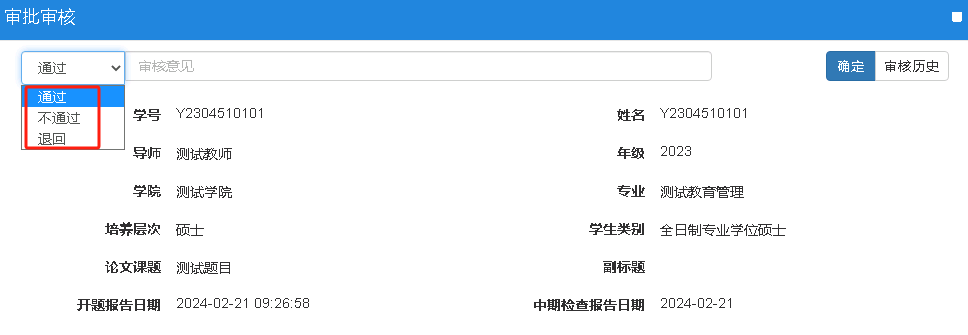 审批审核
通过 审核意见 确定 审核历史
通过
不通过
退回
学号 Y2304510101 姓名 Y2304510101
导师 测试教师 年级 2023
学院 测试学院 专业 测试教育管理
培养层次 硕士 学生类别 全日制专业学位硕士
论文课题 测试题目 副标题
开题报告日期 2024-02-21 09:26:58 中期检查报告日期 2024-02-21